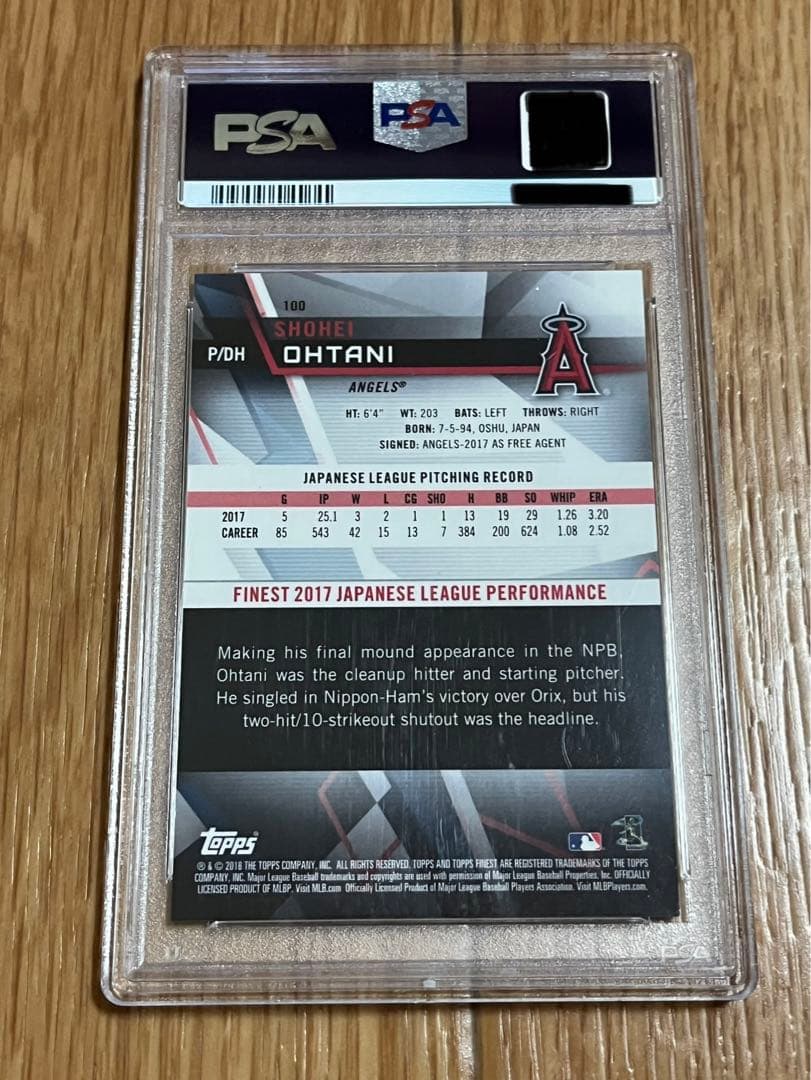 PSA PSA
100
SHOHEI
P/DH OHTANI
A
ANGELS®
HT: 6'4" WT: 203 BATS: LEFT THROWS: RIGHT
BORN: 7-5-94, OSHU, JAPAN
SIGNED: ANGELS-2017 AS FREE AGENT
JAPANESE LEAGUE PITCHING RECORD
G IP W L CG SHO H BB SO WHIP ERA
2017 5 25.1 3 2 1 1 13 19 29 1.26 3.20
CAREER 85 543 42 15 13 7 384 200 624 1.08 2.52
FINEST 2017 JAPANESE LEAGUE PERFORMANCE
Making his final mound appearance in the NPB,
Ohtani was the cleanup hitter and starting pitcher.
He singled in Nippon-Ham's victory over Orix, but his
two-hit/10-strikeout shutout was the headline.
Topps
® & © 2018 THE TOPPS COMPANY, INC. ALL RIGHTS RESERVED. TOPPS AND TOPPS FINEST ARE REGISTERED TRADEMARKS OF THE TOPPS
COMPANY, INC. Major League Baseball trademarks and copyrights are used with permission of Major League Baseball Properties, Inc. OFFICIALLY
LICENSED PRODUCT OF MLBP. Visit MLB.com Officially Licensed Product of Major League Baseball Players Association. Visit MLBPlayers.com.
PSA